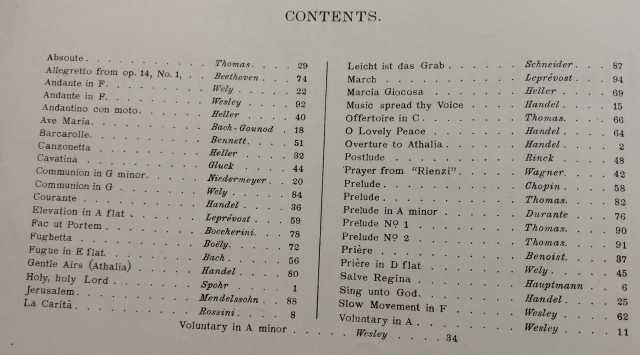 CONTENTS.
Absoute . . . . . . . Thomas. . . . 29
Allegretto from op. 14, No. 1, . . Beethoven . . . 74
Andante in F. . . . . . Wely . . . . 22
Andante in F. . . . . . Wesley . . . . 92
Andantino con moto. . . . . Heller . . . . 40
Ave Maria. . . . . . . Bach-Gounod . 18
Barcarolle. . . . . . . Bennett. . . . 51
Canzonetta . . . . . . Heller . . . . 32
Cavatina . . . . . . . Gluck . . . . 44
Communion in G minor. . . . Niedermeyer . . 20
Communion in G . . . . . Wely . . . . 84
Courante . . . . . . . Handel . . . . 36
Elevation in A flat . . . . . Leprévost . . . 59
Fac ut Portem . . . . . . Boccherini. . . 78
Fughetta . . . . . . . Boëly . . . . 72
Fugue in E flat. . . . . . Bach . . . . 56
Gentle Airs (Athalia) . . . . Handel . . . . 80
Holy, holy Lord . . . . . Spohr . . . . 1
Jerusalem. . . . . . . Mendelssohn . . 88
La Carità . . . . . . . Rossini. . . . 8
Leicht ist das Grab . . . . . Schneider . . . 87
March . . . . . . . Leprévost. . . 94
Marcia Giocosa . . . . . Heller . . . . 69
Music spread thy Voice . . . . Handel . . . . 15
Offertoire in C. . . . . . Thomas. . . . 66
O Lovely Peace . . . . . Handel . . . . 64
Overture to Athalia . . . . . Handel . . . . 2
Postlude . . . . . . . Rinck . . . . 48
Prayer from "Rienzi" . . . . Wagner. . . . 42
Prelude . . . . . . . Chopin . . . . 58
Prelude . . . . . . . Thomas. . . . 82
Prelude in A minor . . . . . Durante . . . 76
Prelude No. 1 . . . . . . Thomas. . . . 90
Prelude No. 2 . . . . . . Thomas. . . . 91
Prière . . . . . . . Benoist. . . . 37
Prière in D flat . . . . . . Wely . . . . 45
Salve Regina . . . . . . Hauptmann . . 6
Sing unto God. . . . . . Handel . . . . 25
Slow Movement in F . . . . Wesley . . . . 62
Voluntary in A . . . . . . Wesley . . . . 11
Voluntary in A minor . . . . . Wesley . . . . 34